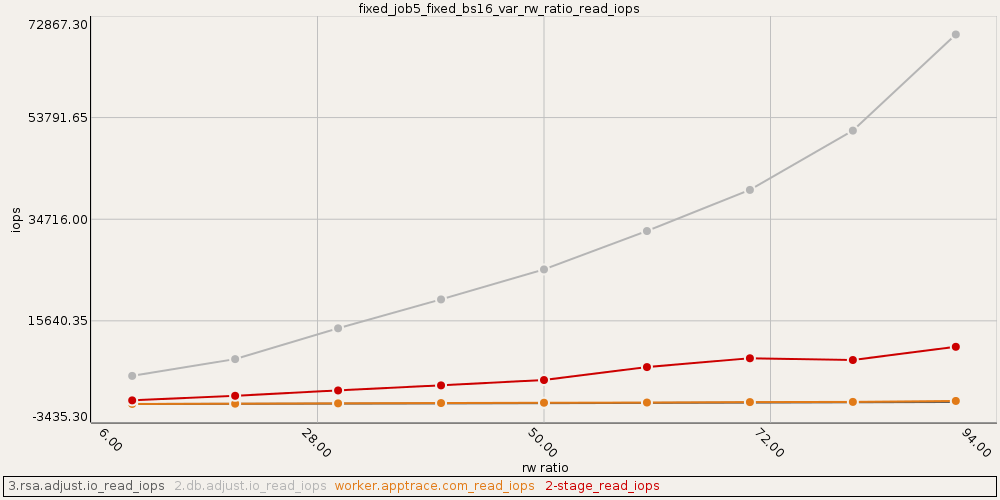 fixed_job5_fixed_bs16_var_rw_ratio_read_iops
72867.30
53791.65
34716.00
15640.35
-3435.30
iops
6.00
28.00
50.00
72.00
94.00
rw ratio
3.rsa.adjust.io_read_iops 2.db.adjust.io_read_iops worker.apptrace.com_read_iops 2-stage_read_iops